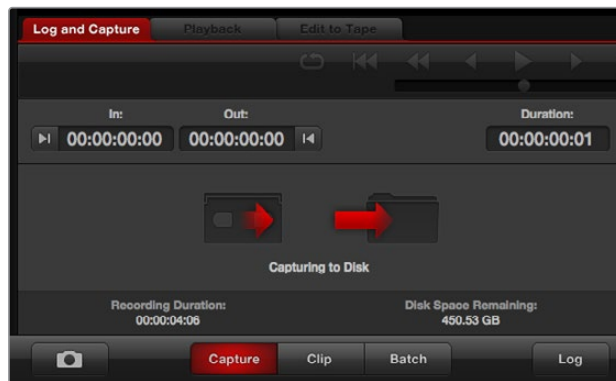 Log and Capture Playback Edit to Tape
In: Out: Duration:
00:00:00:00 00:00:00:00 00:00:00:01
Capturing to Disk
Recording Duration: Disk Space Remaining:
00:00:04:06 450.53 GB
Capture Clip Batch Log